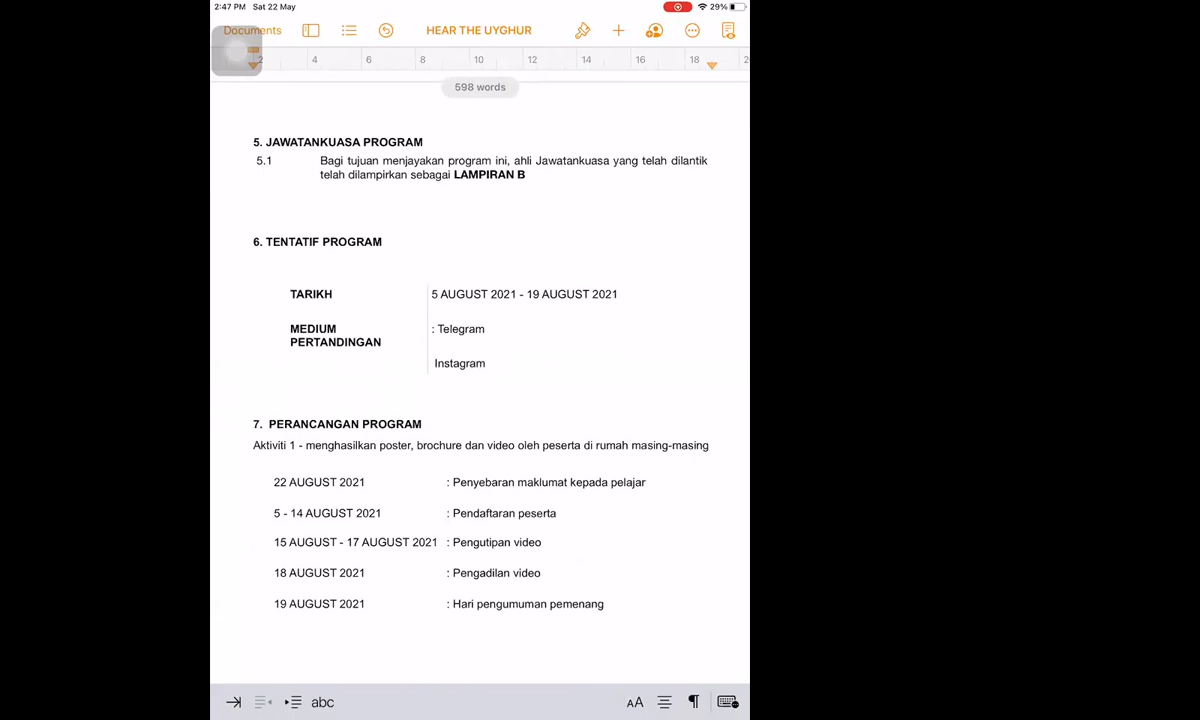 2:47 PM Sat 22 May 29%
Documents HEAR THE UYGHUR
2 4 6 8 10 12 14 16 18 2
598 words
5. JAWATANKUASA PROGRAM
5.1 Bagi tujuan menjayakan program ini, ahli Jawatankuasa yang telah dilantik
telah dilampirkan sebagai LAMPIRAN B
6. TENTATIF PROGRAM
TARIKH 5 AUGUST 2021 - 19 AUGUST 2021
MEDIUM : Telegram
PERTANDINGAN
Instagram
7. PERANCANGAN PROGRAM
Aktiviti 1 - menghasilkan poster, brochure dan video oleh peserta di rumah masing-masing
22 AUGUST 2021 : Penyebaran maklumat kepada pelajar
5 - 14 AUGUST 2021 : Pendaftaran peserta
15 AUGUST - 17 AUGUST 2021 : Pengutipan video
18 AUGUST 2021 : Pengadilan video
19 AUGUST 2021 : Hari pengumuman pemenang
abc AA